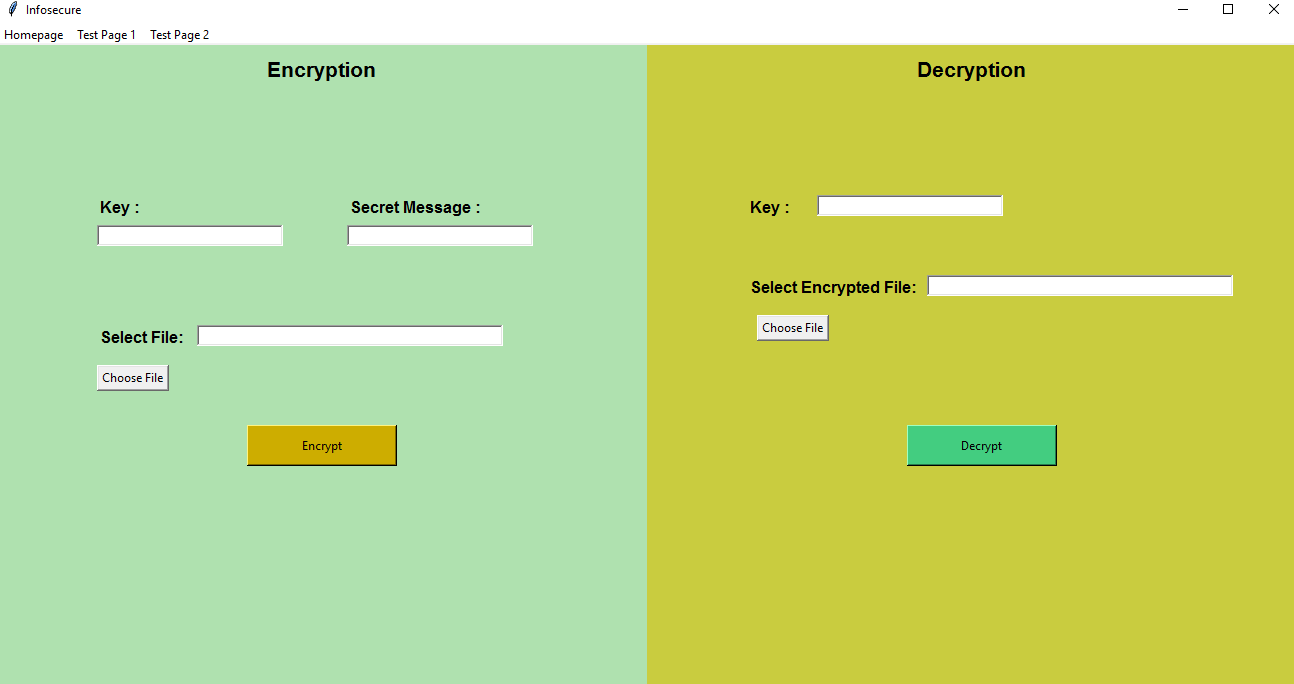 Infosecure
Homepage Test Page 1 Test Page 2
Encryption
Key :
Secret Message :
Select File:
Choose File
Encrypt
Decryption
Key :
Select Encrypted File:
Choose File
Decrypt